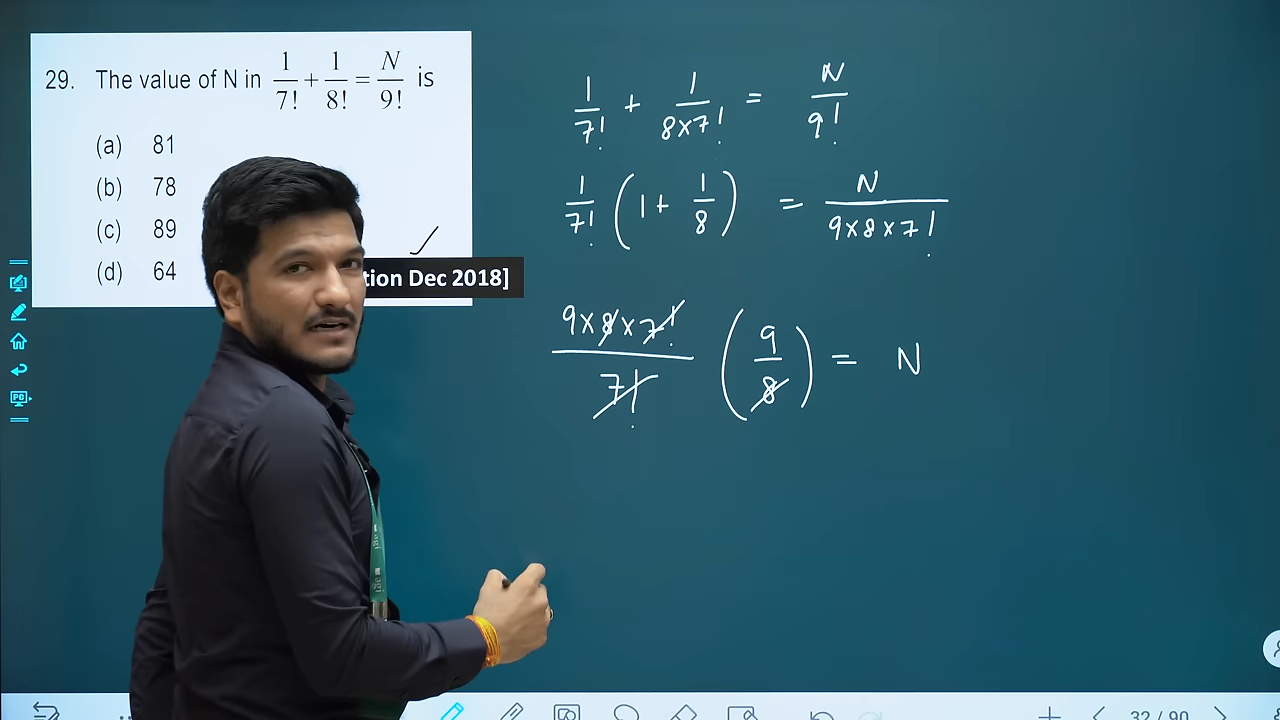 29. The value of N in 1/7! + 1/8! = N/9! is
(a) 81
(b) 78
(c) 89
(d) 64
tion Dec 2018]
1/7! + 1/8×7! = N/9!
1/7! (1 + 1/8) = N/9×8×7!
9×8×7!/7! (9/8) = N
PC
32/90